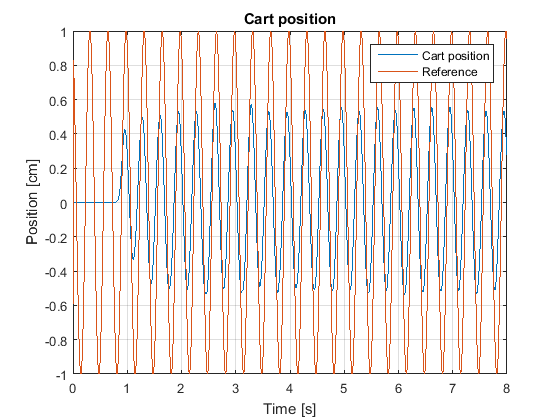 Cart position
Cart position
Reference
1
0.8
0.6
0.4
0.2
0
-0.2
-0.4
-0.6
-0.8
-1
Position [cm]
0 1 2 3 4 5 6 7 8
Time [s]